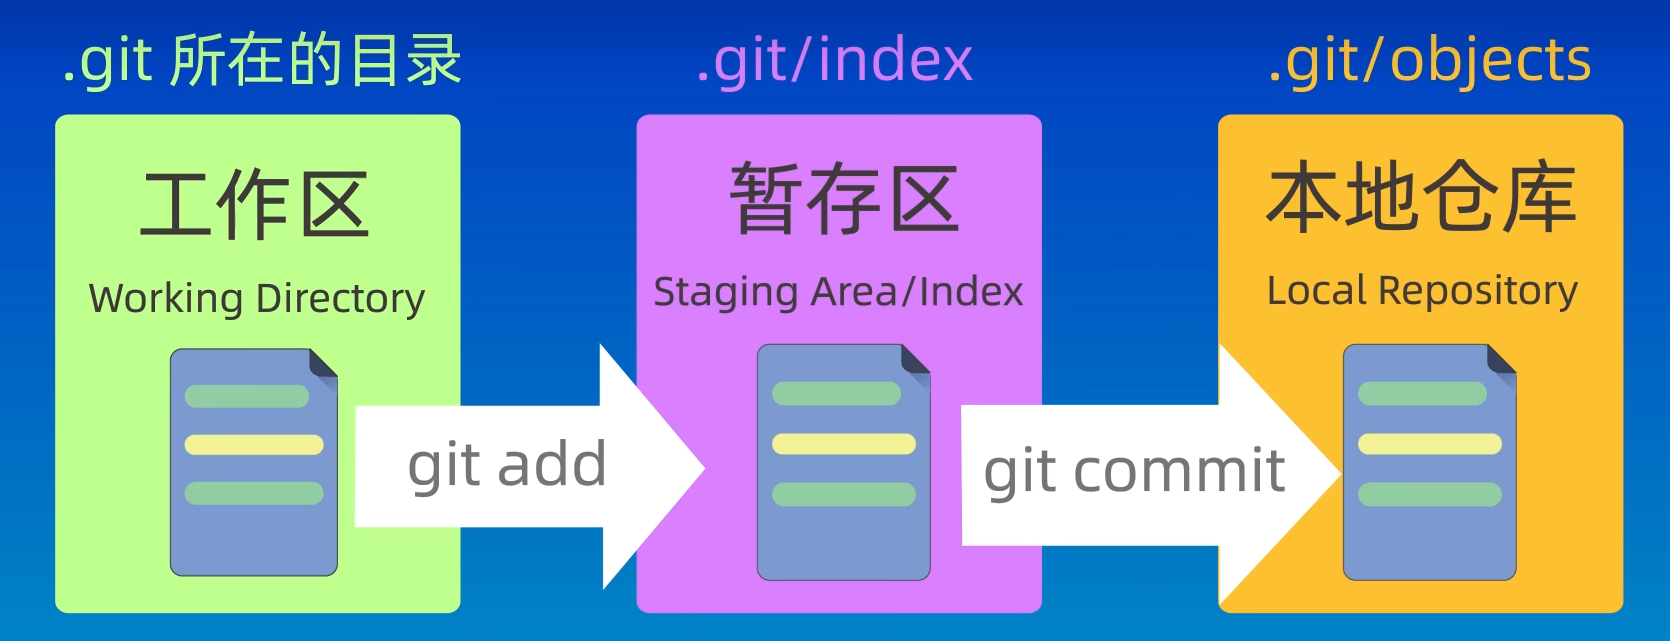 .git 所在的目录
.git/index
.git/objects
工作区
Working Directory
暂存区
Staging Area/Index
本地仓库
Local Repository
git add
git commit